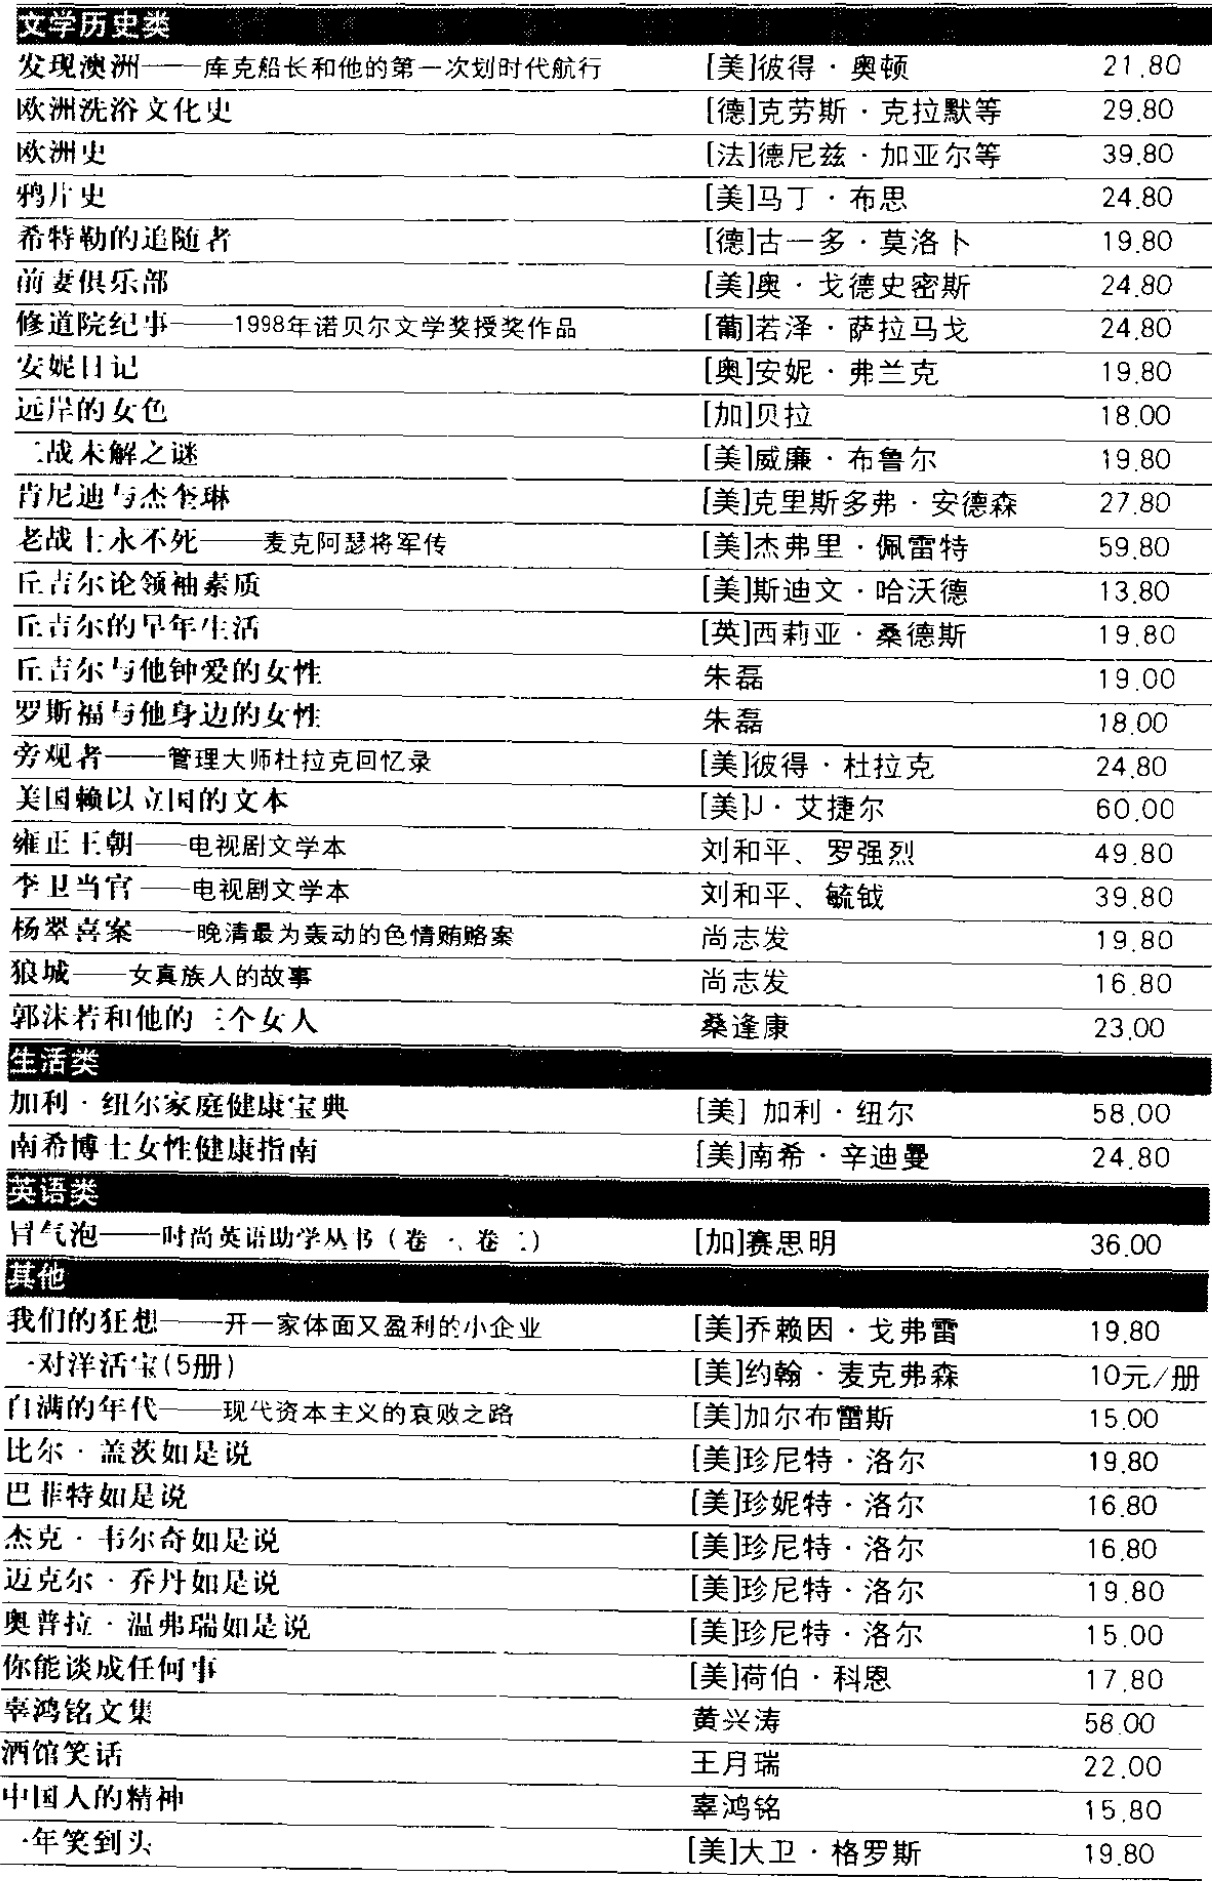 文学历史类
发现澳洲——库克船长和他的第一次划时代航行 [美]彼得·奥顿 21.80
欧洲洗浴文化史 [德]克劳斯·克拉默等 29.80
欧洲史 [法]德尼兹·加亚尔等 39.80
鸦片史 [美]马丁·布思 24.80
希特勒的追随者 [德]古一多·莫洛卜 19.80
前妻俱乐部 [美]奥·戈德史密斯 24.80
修道院纪事——1998年诺贝尔文学奖授奖作品 [葡]若泽·萨拉马戈 24.80
安妮日记 [奥]安妮·弗兰克 19.80
远岸的女色 [加]贝拉 18.00
二战未解之谜 [美]威廉·布鲁尔 19.80
肯尼迪与杰奎琳 [美]克里斯多弗·安德森 27.80
老战士永不死——麦克阿瑟将军传 [美]杰弗里·佩雷特 59.80
丘吉尔论领袖素质 [美]斯迪文·哈沃德 13.80
丘吉尔的早年生活 [英]西莉亚·桑德斯 19.80
丘吉尔与他钟爱的女性 朱磊 19.00
罗斯福与他身边的女性 朱磊 18.00
旁观者——管理大师杜拉克回忆录 [美]彼得·杜拉克 24.80
美国赖以立国的文本 [美]J·艾捷尔 60.00
雍正王朝——电视剧文学本 刘和平、罗强烈 49.80
李卫当官——电视剧文学本 刘和平、毓钺 39.80
杨翠喜案——晚清最为轰动的色情贿赂案 尚志发 19.80
狼城——女真族人的故事 尚志发 16.80
郭沫若和他的三个女人 桑逢康 23.00
生活类
加利·纽尔家庭健康宝典 [美] 加利·纽尔 58.00
南希博士女性健康指南 [美]南希·辛迪曼 24.80
英语类
冒气泡——时尚英语助学丛书（卷一、卷二） [加]赛思明 36.00
其他
我们的狂想——开一家体面又盈利的小企业 [美]乔赖因·戈弗雷 19.80
一对洋活宝(5册) [美]约翰·麦克弗森 10元/册
自满的年代——现代资本主义的衰败之路 [美]加尔布雷斯 15.00
比尔·盖茨如是说 [美]珍尼特·洛尔 19.80
巴菲特如是说 [美]珍妮特·洛尔 16.80
杰克·韦尔奇如是说 [美]珍尼特·洛尔 16.80
迈克尔·乔丹如是说 [美]珍尼特·洛尔 19.80
奥普拉·温弗瑞如是说 [美]珍尼特·洛尔 15.00
你能谈成任何事 [美]荷伯·科恩 17.80
辜鸿铭文集 黄兴涛 58.00
酒馆笑话 王月瑞 22.00
中国人的精神 辜鸿铭 15.80
一年笑到头 [美]大卫·格罗斯 19.80